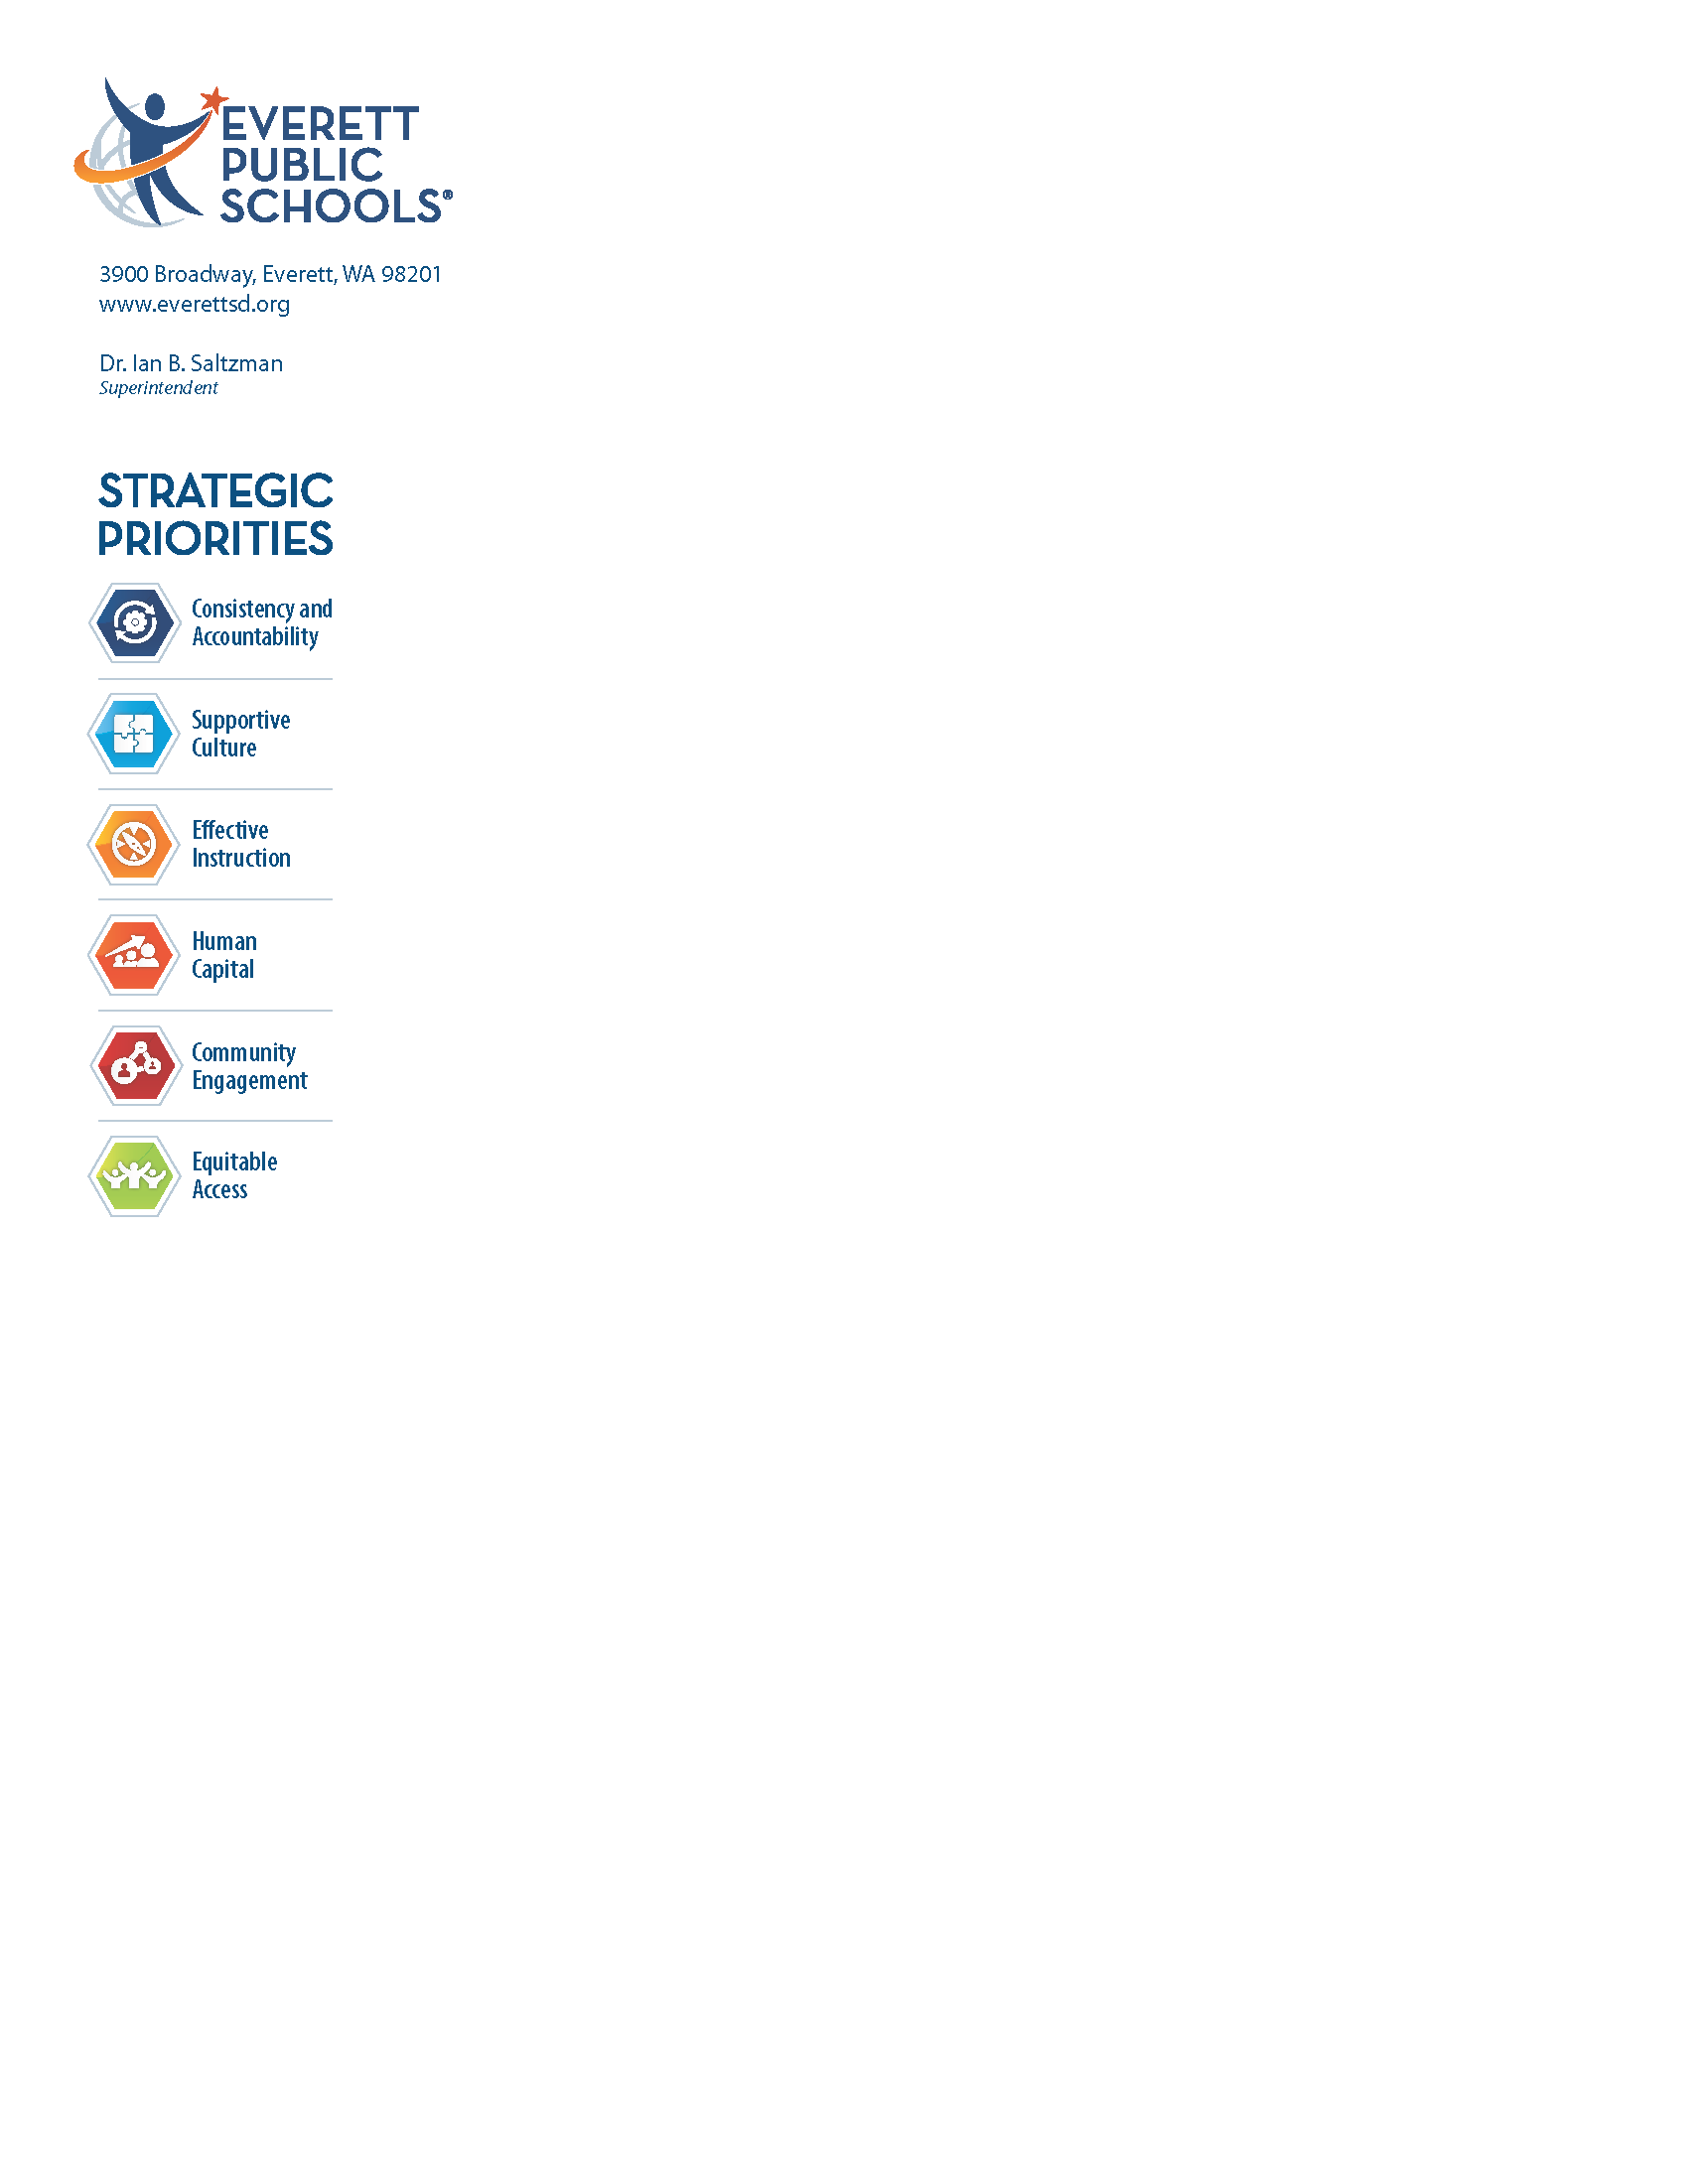 EVERETT
PUBLIC
SCHOOLS®
3900 Broadway, Everett, WA 98201
www.everettsd.org
Dr. Ian B. Saltzman
Superintendent
STRATEGIC
PRIORITIES
Consistency and
Accountability
Supportive
Culture
Effective
Instruction
Human
Capital
Community
Engagement
Equitable
Access